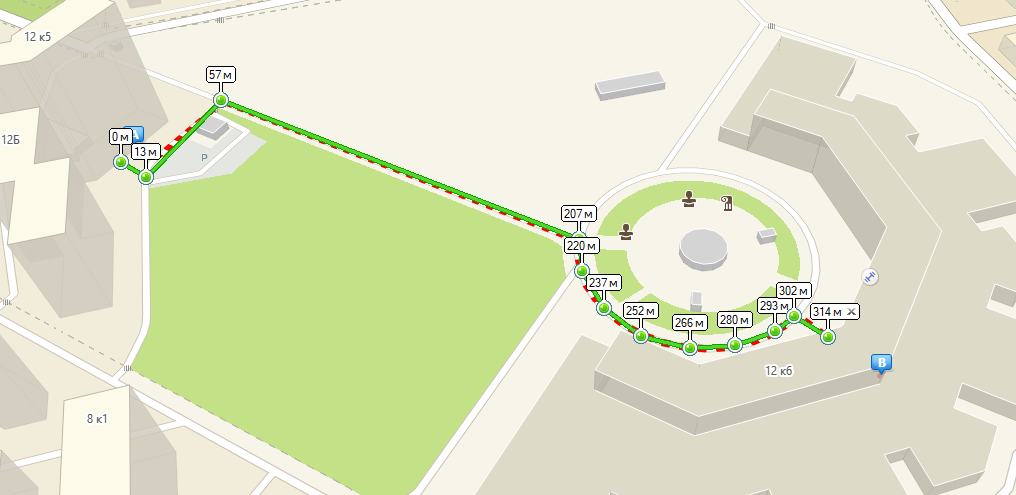 12 к5
57 м
A
0 м
12Б
13 м
P
207 м
220 м
237 м
302 м
252 м
293 м
314 м
266 м
280 м
B
12 к6
8 к1